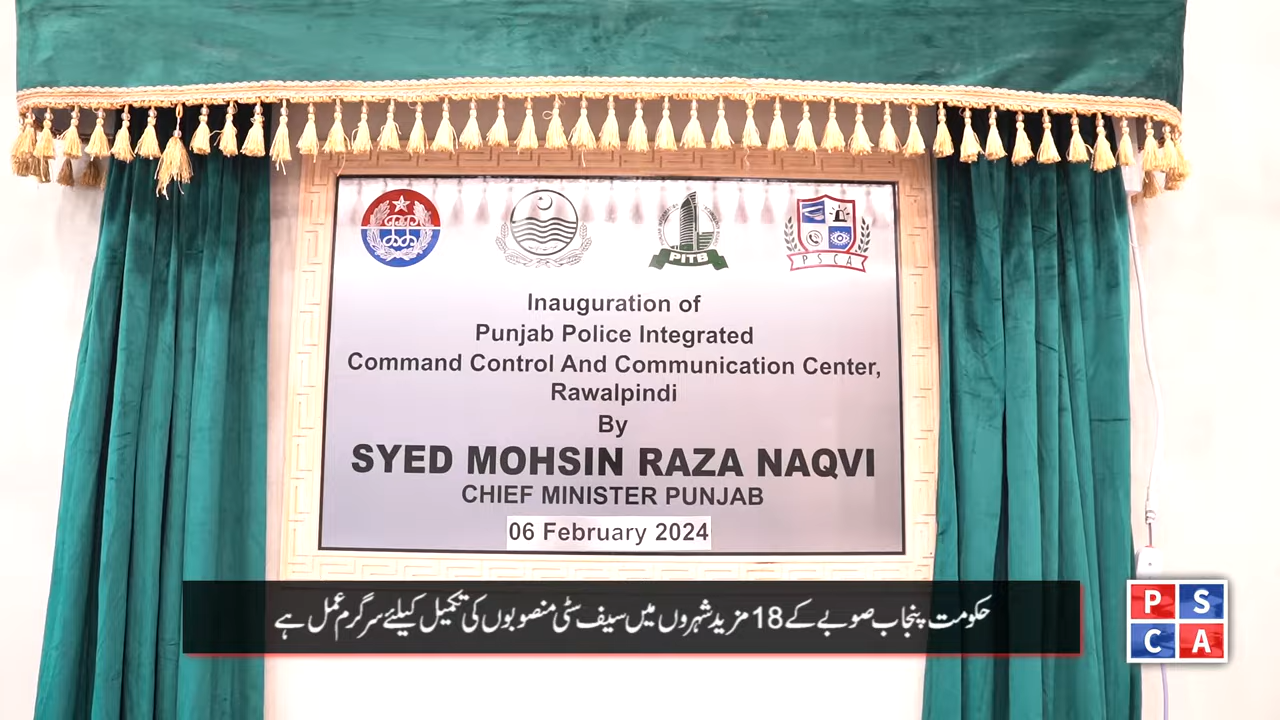 PITB
PSCA
Inauguration of
Punjab Police Integrated
Command Control And Communication Center,
Rawalpindi
By
SYED MOHSIN RAZA NAQVI
CHIEF MINISTER PUNJAB
06 February 2024
حکومت پنجاب صوبے کے 18 مزید شہروں میں سیف سٹی منصوبوں کی تکمیل کیلئے سرگرم عمل ہے
P S
C A